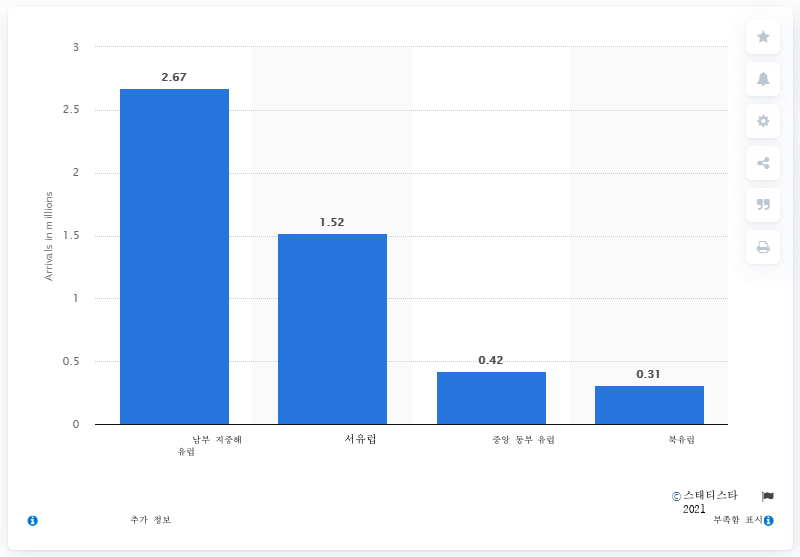 3
2.67
2.5
2
Arrivals in millions
1.52
1.5
1
0.5
0.42
0.31
0
남부 지중해
유럽
서유럽
중앙 동부 유럽
북유럽
© 스태티스타
2021
추가 정보
부족함 표시